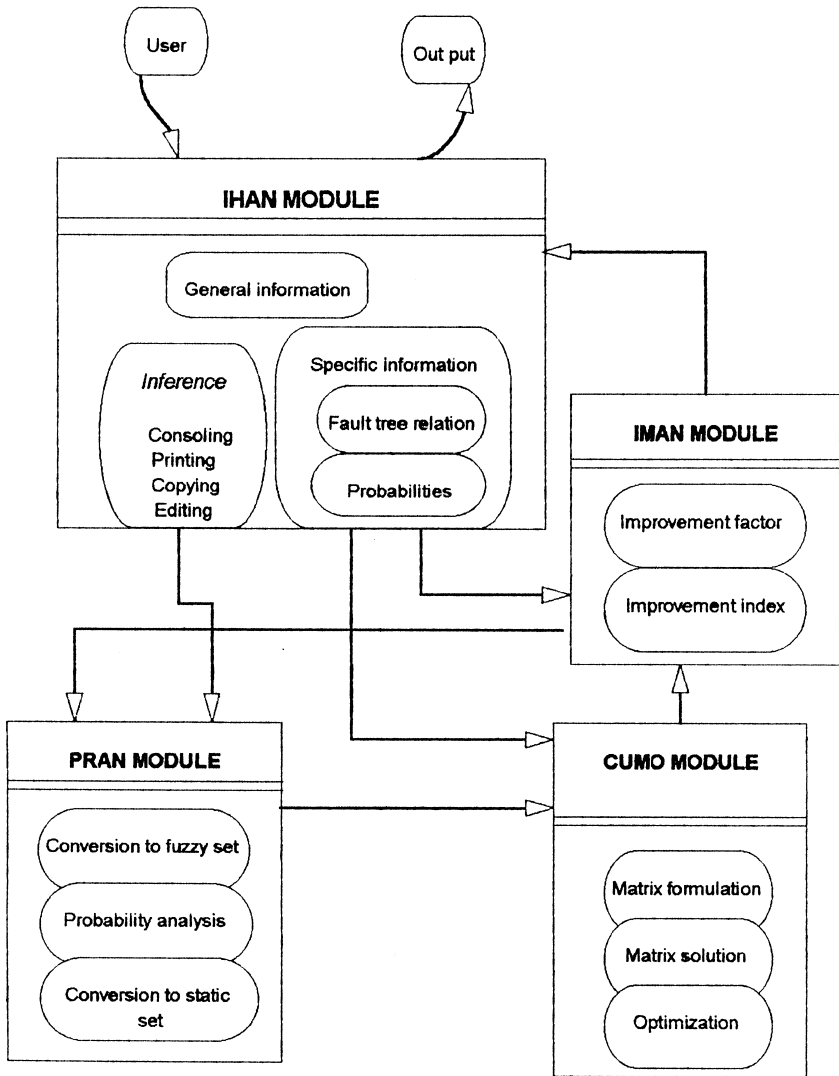 User
Out put
IHAN MODULE
General information
Inference
Consoling
Printing
Copying
Editing
Specific information
Fault tree relation
Probabilities
IMAN MODULE
Improvement factor
Improvement index
PRAN MODULE
Conversion to fuzzy set
Probability analysis
Conversion to static
set
CUMO MODULE
Matrix formulation
Matrix solution
Optimization